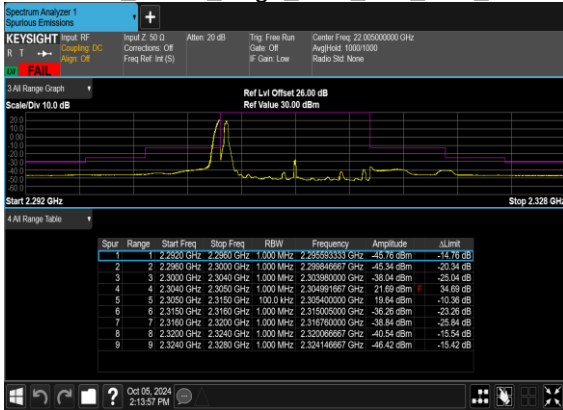 Spectrum Analyzer 1
Spurious Emissions
+
KEYSIGHT Input: RF Input Z: 50 Ω Atten: 20 dB Trig: Free Run Center Freq: 22.005000000 GHz
R T Coupling: DC Corrections: Off Gate: Off Avg|Hold: 1000/1000
Align: Off Freq Ref: Int (S) IF Gain: Low Radio Std: None
FAIL
3 All Range Graph Ref Lvl Offset 26.00 dB
Scale/Div 10.0 dB Ref Value 30.00 dBm
20.0
10.0
0.00
-10.0
-20.0
-30.0
-40.0
-50.0
-60.0
Start 2.292 GHz Stop 2.328 GHz
4 All Range Table
Spur Range Start Freq Stop Freq RBW Frequency Amplitude ΔLimit
1 1 2.2920 GHz 2.2960 GHz 1.000 MHz 2.295593333 GHz -45.76 dBm -14.76 dB
2 2 2.2960 GHz 2.3000 GHz 1.000 MHz 2.299846667 GHz -45.34 dBm -20.34 dB
3 3 2.3000 GHz 2.3040 GHz 1.000 MHz 2.303980000 GHz -38.04 dBm -25.04 dB
4 4 2.3040 GHz 2.3050 GHz 1.000 MHz 2.304991667 GHz 21.69 dBm F 34.69 dB
5 5 2.3050 GHz 2.3150 GHz 100.0 kHz 2.305400000 GHz 19.64 dBm -10.36 dB
6 6 2.3150 GHz 2.3160 GHz 1.000 MHz 2.315005000 GHz -36.26 dBm -23.26 dB
7 7 2.3160 GHz 2.3200 GHz 1.000 MHz 2.316760000 GHz -38.84 dBm -25.84 dB
8 8 2.3200 GHz 2.3240 GHz 1.000 MHz 2.320066667 GHz -40.54 dBm -15.54 dB
9 9 2.3240 GHz 2.3280 GHz 1.000 MHz 2.324146667 GHz -46.42 dBm -15.42 dB
? Oct 05, 2024
2:13:57 PM